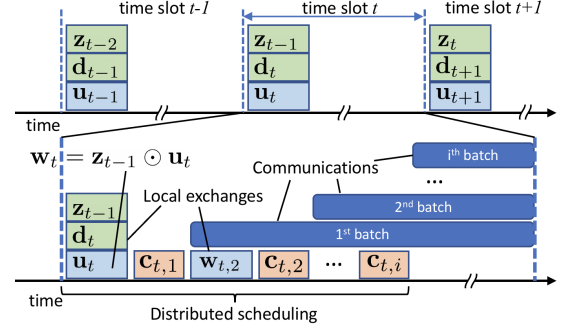 time slot t-1 time slot t time slot t+1
z_{t-2} z_{t-1} z_t
d_{t-1} d_t d_{t+1}
u_{t-1} u_t u_{t+1}
time
w_t = z_{t-1} ⊙ u_t
Communications
i^th batch
...
Local exchanges
z_{t-1}
2^nd batch
d_t
1^st batch
u_t c_{t,1} w_{t,2} c_{t,2} ... c_{t,i}
time
Distributed scheduling